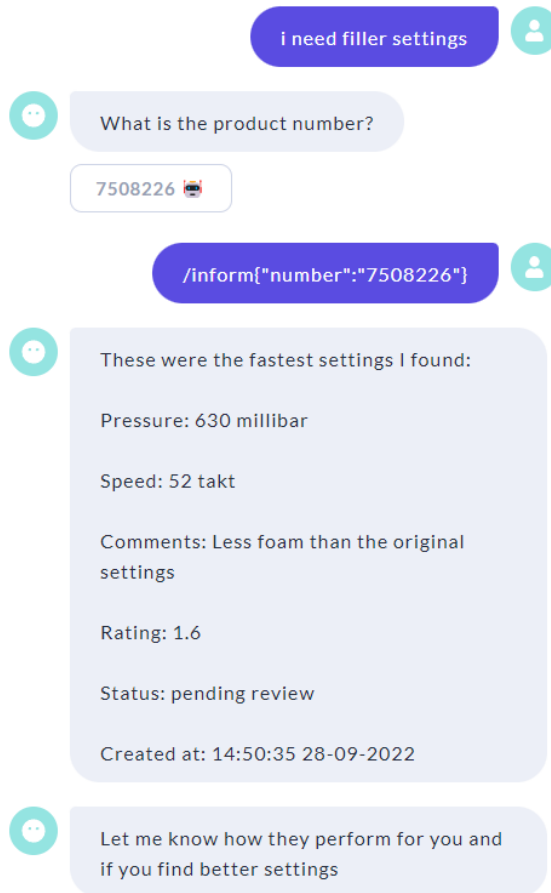 i need filler settings
What is the product number?
7508226 🤖
/inform{"number":"7508226"}
These were the fastest settings I found:
Pressure: 630 millibar
Speed: 52 takt
Comments: Less foam than the original
settings
Rating: 1.6
Status: pending review
Created at: 14:50:35 28-09-2022
Let me know how they perform for you and
if you find better settings